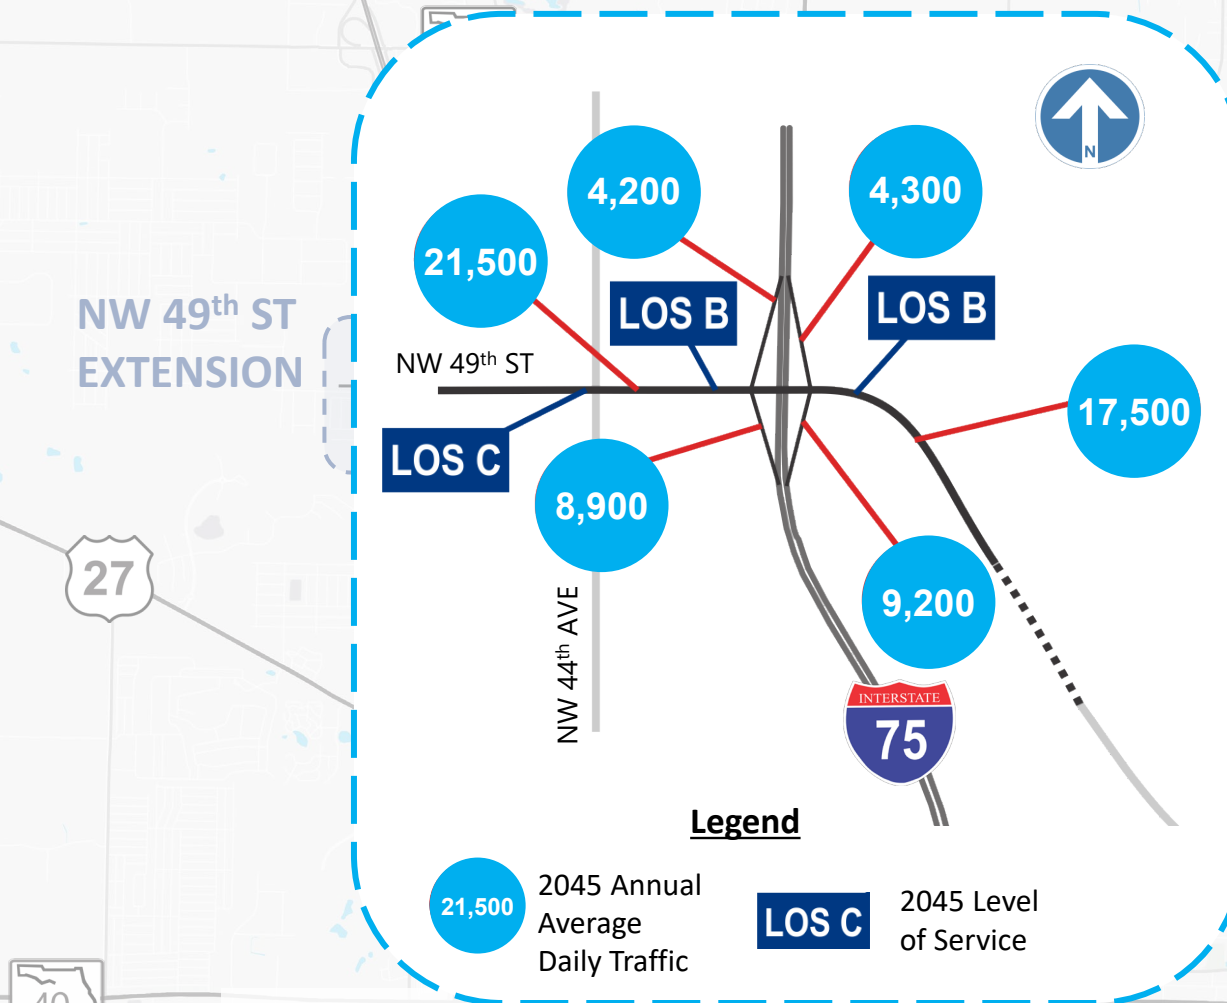 N
4,200
4,300
21,500
LOS B
LOS B
NW 49th ST
EXTENSION
NW 49th ST
17,500
LOS C
8,900
27
9,200
NW 44th AVE
INTERSTATE
75
Legend
21,500
2045 Annual
Average
Daily Traffic
LOS C
2045 Level
of Service
40